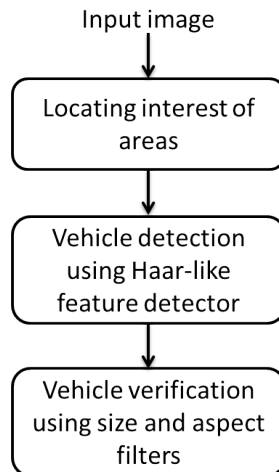 Input image
Locating interest of
areas
Vehicle detection
using Haar-like
feature detector
Vehicle verification
using size and aspect
filters